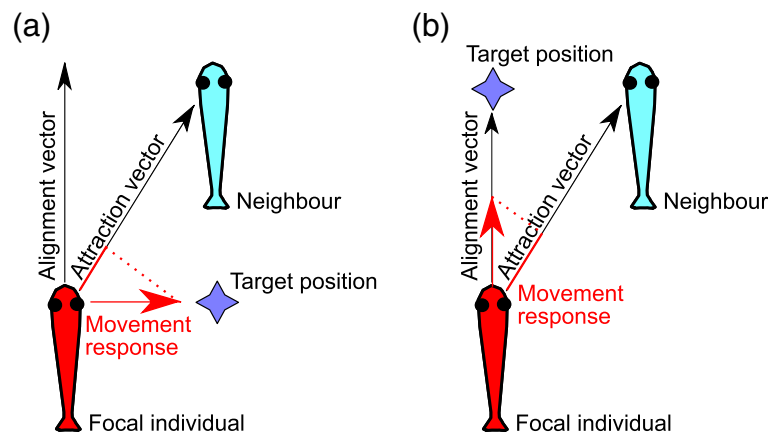 (a)
Alignment vector
Attraction vector
Neighbour
Target position
Movement
response
Focal individual
(b)
Target position
Alignment vector
Attraction vector
Neighbour
Movement
response
Focal individual